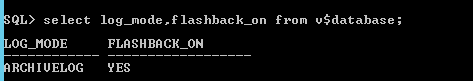 SQL> select log_mode,flashback_on from v$database;
LOG_MODE     FLASHBACK_ON
------------ ------------------
ARCHIVELOG   YES